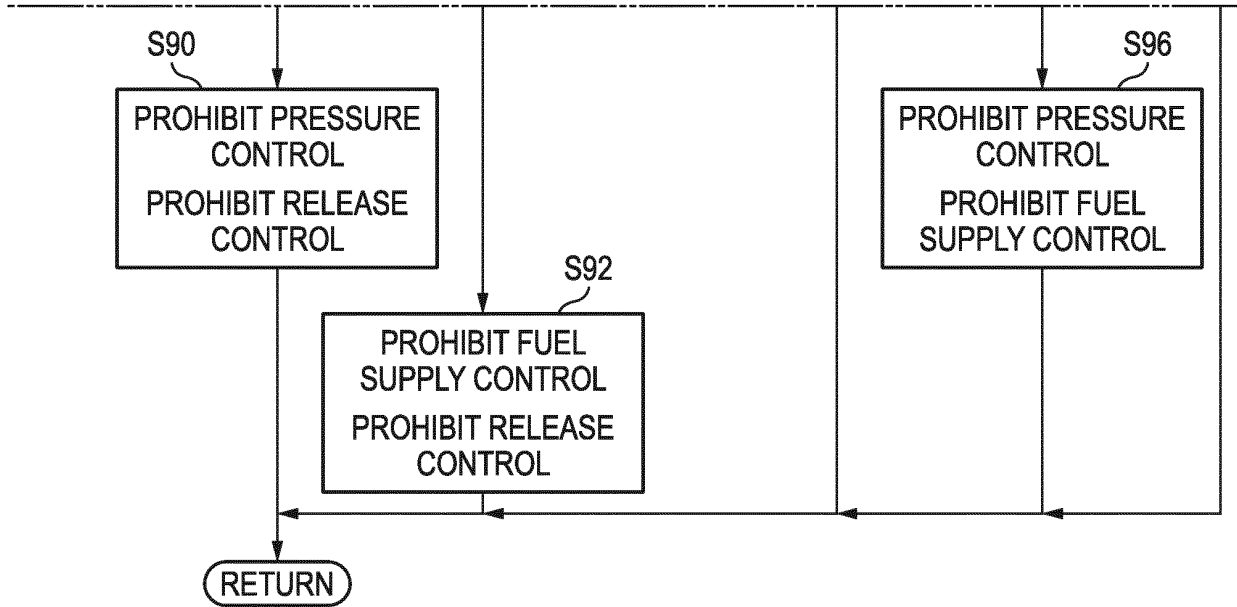 S90
PROHIBIT PRESSURE
CONTROL
PROHIBIT RELEASE
CONTROL
S92
PROHIBIT FUEL
SUPPLY CONTROL
PROHIBIT RELEASE
CONTROL
S96
PROHIBIT PRESSURE
CONTROL
PROHIBIT FUEL
SUPPLY CONTROL
RETURN